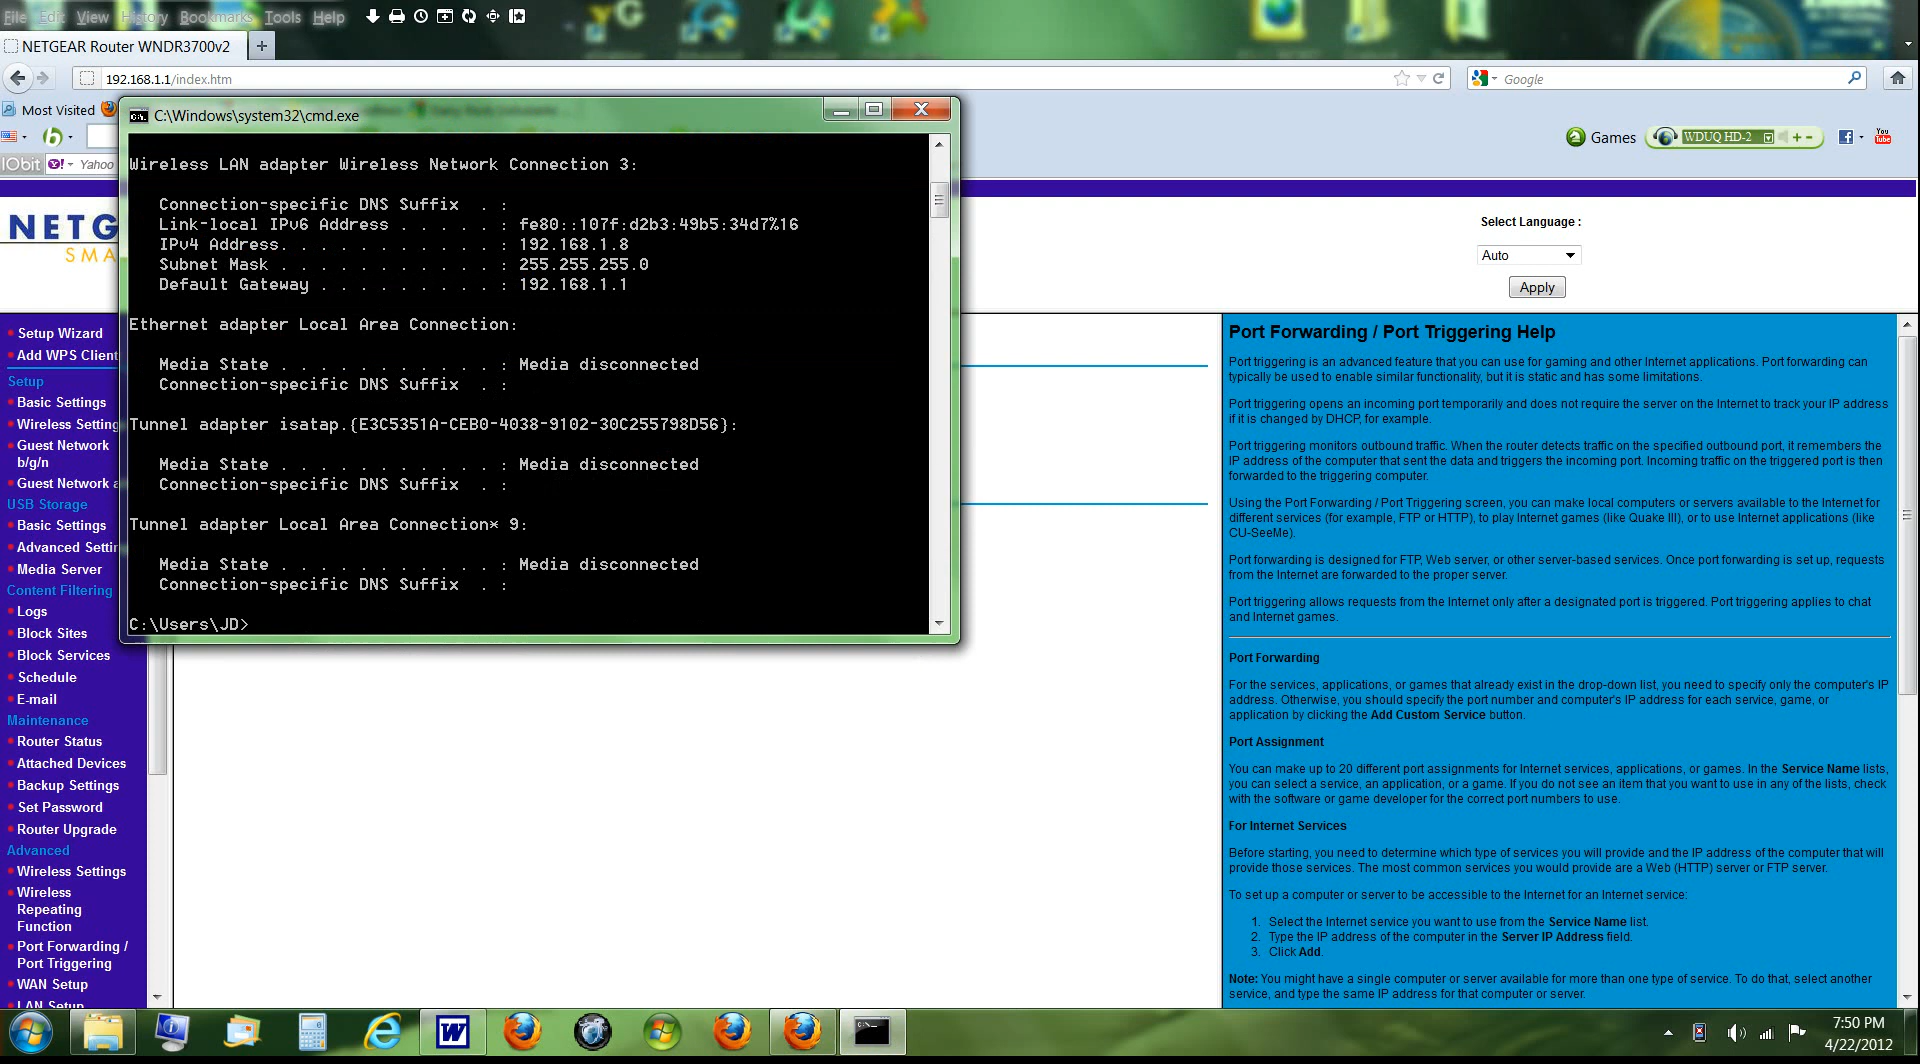 File Edit View History Bookmarks Tools Help
NETGEAR Router WNDR3700v2
192.168.1.1/index.htm
Google
Most Visited
Games
WDUQ HD-2
You
Tube
IObit Yahoo
C:\Windows\system32\cmd.exe
Wireless LAN adapter Wireless Network Connection 3:
Connection-specific DNS Suffix . :
Link-local IPv6 Address . . . . . : fe80::107f:d2b3:49b5:34d7%16
IPv4 Address. . . . . . . . . . . : 192.168.1.8
Subnet Mask . . . . . . . . . . . : 255.255.255.0
Default Gateway . . . . . . . . . : 192.168.1.1
Ethernet adapter Local Area Connection:
Media State . . . . . . . . . . . : Media disconnected
Connection-specific DNS Suffix . :
Tunnel adapter isatap.{E3C5351A-CEB0-4038-9102-30C255798D56}:
Media State . . . . . . . . . . . : Media disconnected
Connection-specific DNS Suffix . :
Tunnel adapter Local Area Connection* 9:
Media State . . . . . . . . . . . : Media disconnected
Connection-specific DNS Suffix . :
C:\Users\JD>
NETG
SMA
Select Language :
Auto
Apply
Setup Wizard
Add WPS Client
Setup
Basic Settings
Wireless Setting
Guest Network
b/g/n
Guest Network a
USB Storage
Basic Settings
Advanced Settin
Media Server
Content Filtering
Logs
Block Sites
Block Services
Schedule
E-mail
Maintenance
Router Status
Attached Devices
Backup Settings
Set Password
Router Upgrade
Advanced
Wireless Settings
Wireless
Repeating
Function
Port Forwarding /
Port Triggering
WAN Setup
LAN Setup
Port Forwarding / Port Triggering Help
Port triggering is an advanced feature that you can use for gaming and other Internet applications. Port forwarding can
typically be used to enable similar functionality, but it is static and has some limitations.
Port triggering opens an incoming port temporarily and does not require the server on the Internet to track your IP address
if it is changed by DHCP, for example.
Port triggering monitors outbound traffic. When the router detects traffic on the specified outbound port, it remembers the
IP address of the computer that sent the data and triggers the incoming port. Incoming traffic on the triggered port is then
forwarded to the triggering computer.
Using the Port Forwarding / Port Triggering screen, you can make local computers or servers available to the Internet for
different services (for example, FTP or HTTP), to play Internet games (like Quake III), or to use Internet applications (like
CU-SeeMe).
Port forwarding is designed for FTP, Web server, or other server-based services. Once port forwarding is set up, requests
from the Internet are forwarded to the proper server.
Port triggering allows requests from the Internet only after a designated port is triggered. Port triggering applies to chat
and Internet games.
Port Forwarding
For the services, applications, or games that already exist in the drop-down list, you need to specify only the computer's IP
address. Otherwise, you should specify the port number and computer's IP address for each service, game, or
application by clicking the Add Custom Service button.
Port Assignment
You can make up to 20 different port assignments for Internet services, applications, or games. In the Service Name lists,
you can select a service, an application, or a game. If you do not see an item that you want to use in any of the lists, check
with the software or game developer for the correct port numbers to use.
For Internet Services
Before starting, you need to determine which type of services you will provide and the IP address of the computer that will
provide those services. The most common services you would provide are a Web (HTTP) server or FTP server.
To set up a computer or server to be accessible to the Internet for an Internet service:
1. Select the Internet service you want to use from the Service Name list.
2. Type the IP address of the computer in the Server IP Address field.
3. Click Add.
Note: You might have a single computer or server available for more than one type of service. To do that, select another
service, and type the same IP address for that computer or server.
7:50 PM
4/22/2012